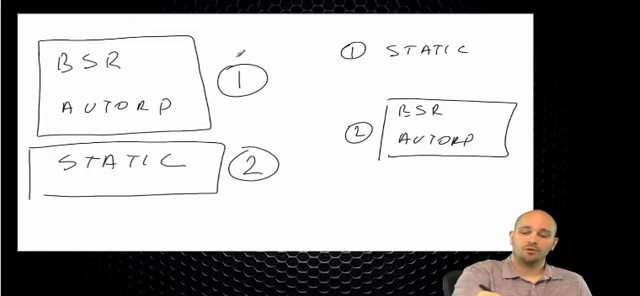 BSR
AUTORP
1
STATIC
2
1 STATIC
2 BSR
AUTORP